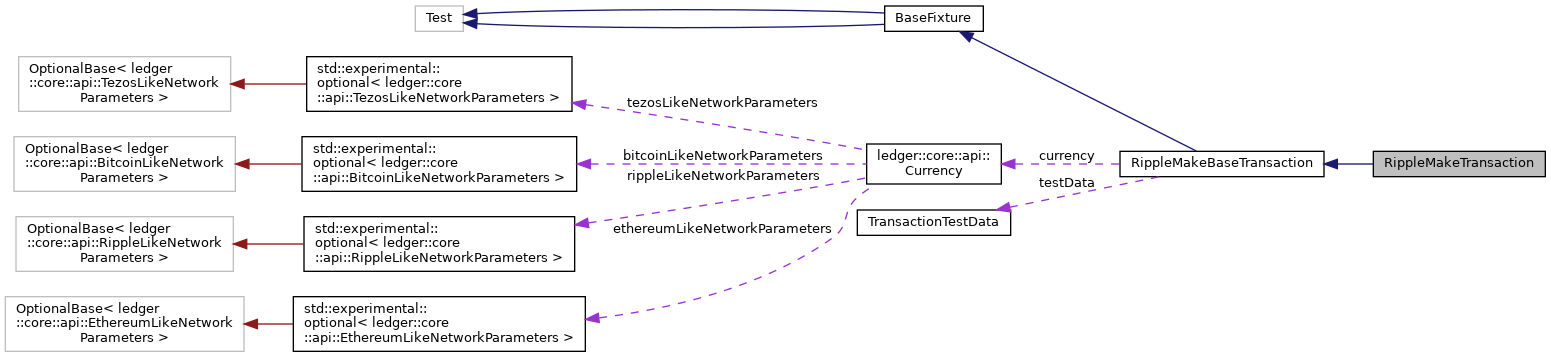 Test
BaseFixture
OptionalBase< ledger
::core::api::TezosLikeNetwork
Parameters >
std::experimental::
optional< ledger::core
::api::TezosLikeNetworkParameters >
tezosLikeNetworkParameters
OptionalBase< ledger
::core::api::BitcoinLikeNetwork
Parameters >
std::experimental::
optional< ledger::core
::api::BitcoinLikeNetworkParameters >
bitcoinLikeNetworkParameters
rippleLikeNetworkParameters
ledger::core::api::
Currency
currency
testData
RippleMakeBaseTransaction
RippleMakeTransaction
TransactionTestData
OptionalBase< ledger
::core::api::RippleLikeNetwork
Parameters >
std::experimental::
optional< ledger::core
::api::RippleLikeNetworkParameters >
ethereumLikeNetworkParameters
OptionalBase< ledger
::core::api::EthereumLikeNetwork
Parameters >
std::experimental::
optional< ledger::core
::api::EthereumLikeNetworkParameters >